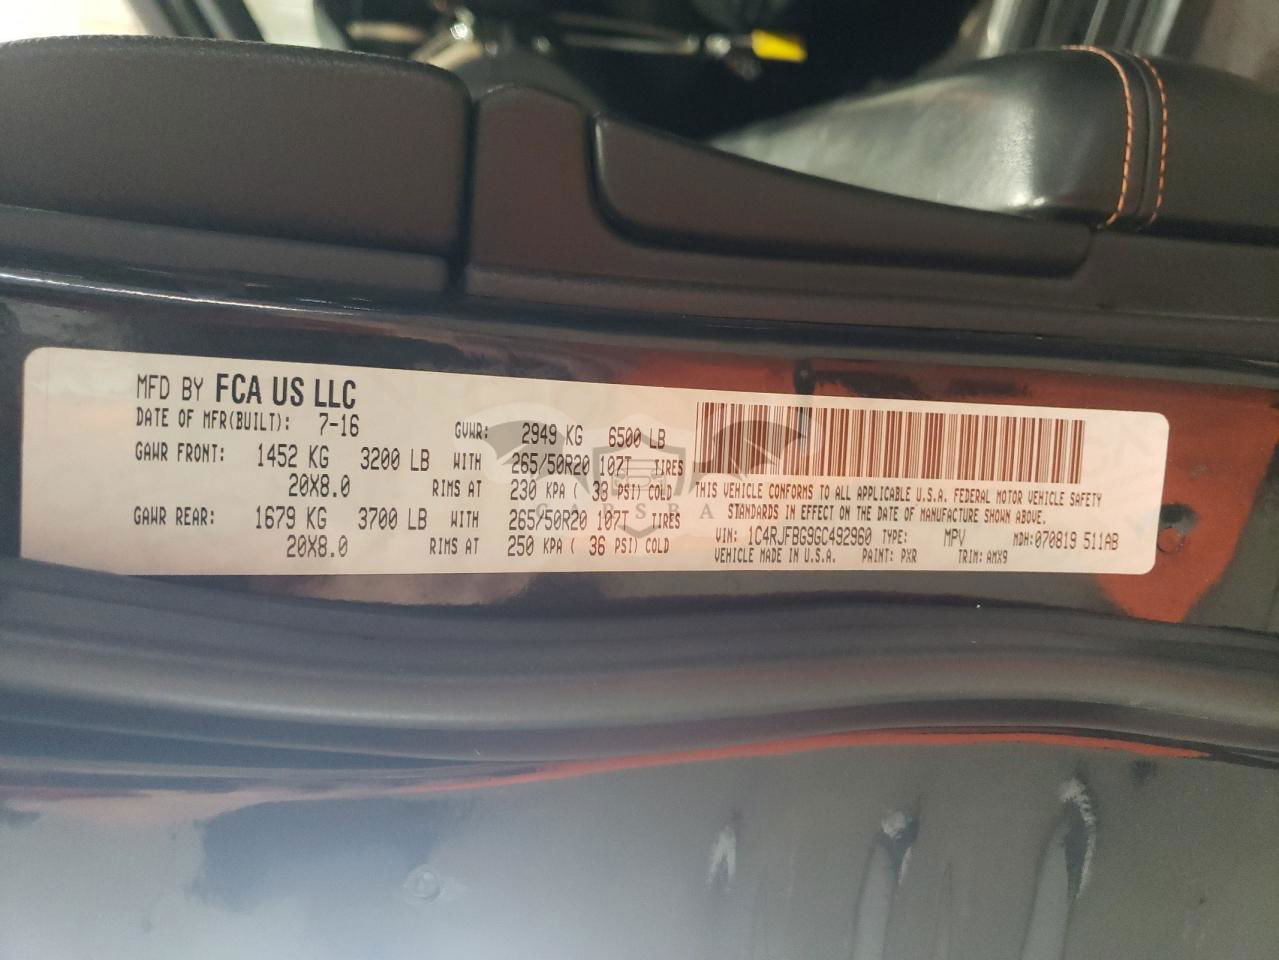 MFD BY FCA US LLC
DATE OF MFR(BUILT): 7-16 GVWR: 2949 KG 6500 LB
GAWR FRONT: 1452 KG 3200 LB WITH 265/50R20 107T TIRES
20X8.0 RIMS AT 230 KPA ( 33 PSI) COLD
GAWR REAR: 1679 KG 3700 LB WITH 265/50R20 107T TIRES
20X8.0 RIMS AT 250 KPA ( 36 PSI) COLD
THIS VEHICLE CONFORMS TO ALL APPLICABLE U.S.A. FEDERAL MOTOR VEHICLE SAFETY
STANDARDS IN EFFECT ON THE DATE OF MANUFACTURE SHOWN ABOVE.
VIN: 1C4RJFBG9GC492960 TYPE: MPV MDH:070819 511AB
VEHICLE MADE IN U.S.A. PAINT: PXR TRIM: AMX9
CARSBA